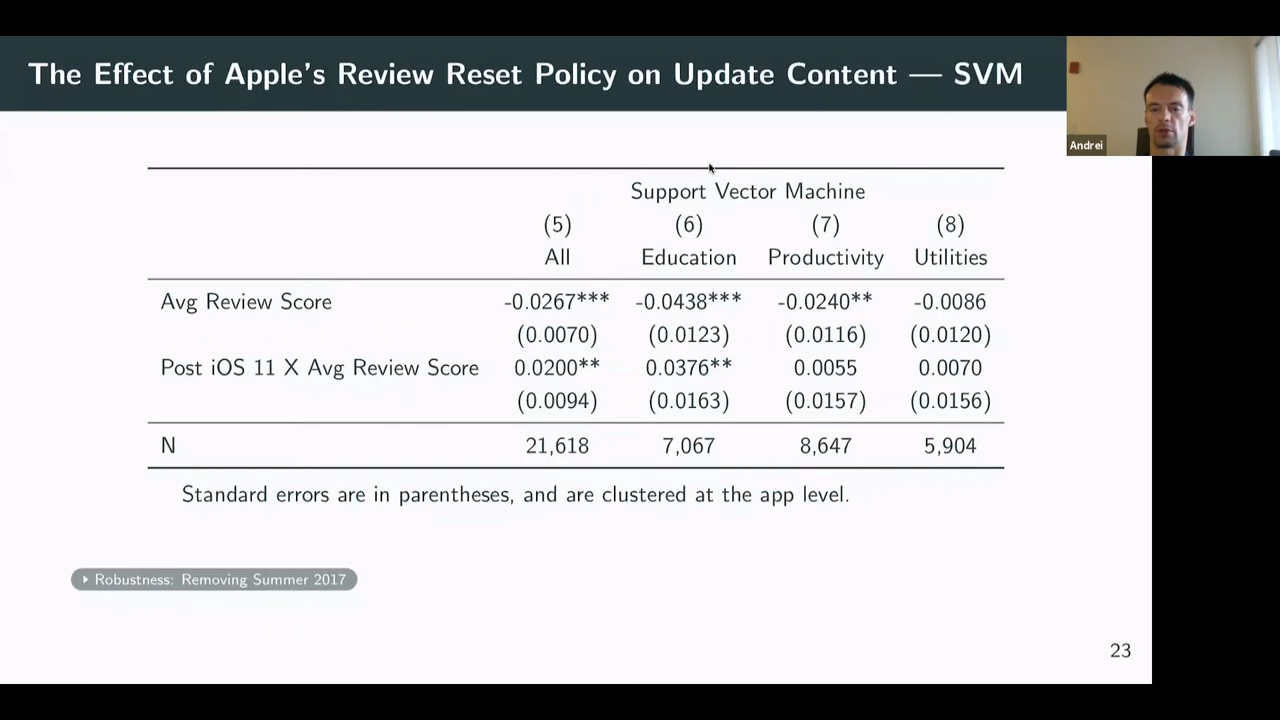 The Effect of Apple's Review Reset Policy on Update Content — SVM
Andrei
Support Vector Machine
(5) (6) (7) (8)
All Education Productivity Utilities
Avg Review Score -0.0267*** -0.0438*** -0.0240** -0.0086
(0.0070) (0.0123) (0.0116) (0.0120)
Post iOS 11 X Avg Review Score 0.0200** 0.0376** 0.0055 0.0070
(0.0094) (0.0163) (0.0157) (0.0156)
N 21,618 7,067 8,647 5,904
Standard errors are in parentheses, and are clustered at the app level.
Robustness: Removing Summer 2017
23